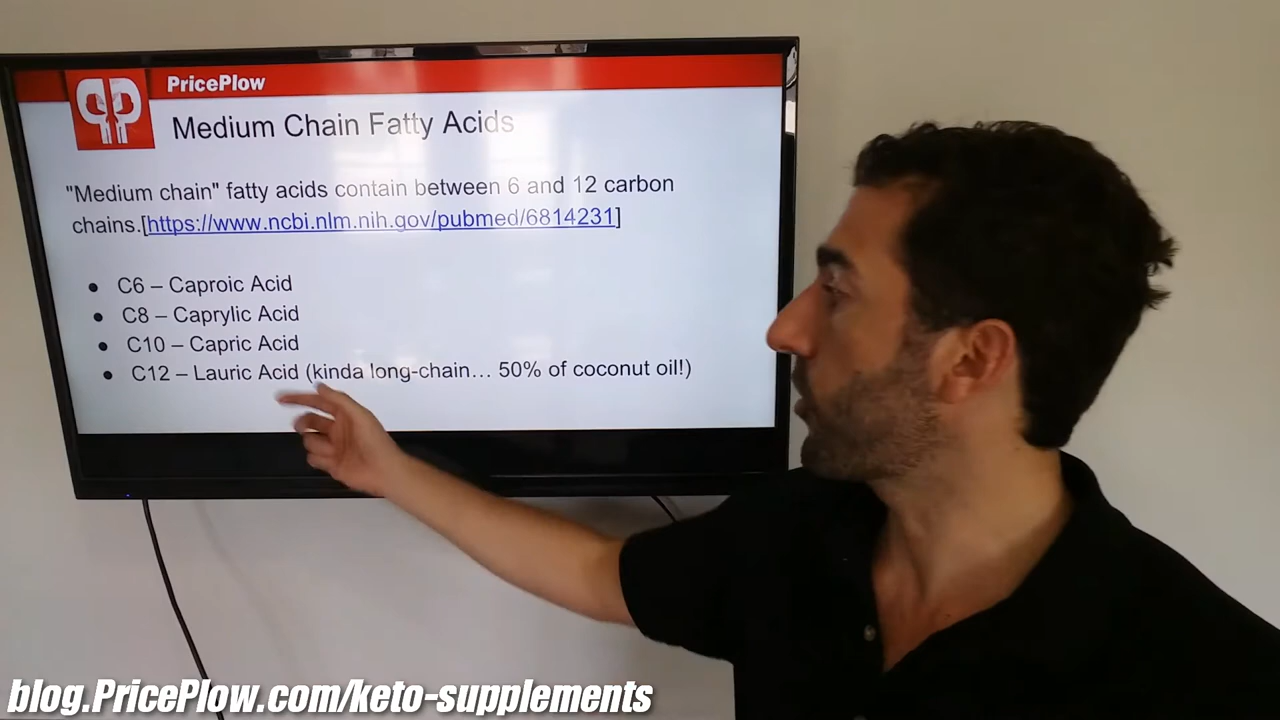 PricePlow
Medium Chain Fatty Acids
"Medium chain" fatty acids contain between 6 and 12 carbon
chains.[https://www.ncbi.nlm.nih.gov/pubmed/6814231]
● C6 – Caproic Acid
● C8 – Caprylic Acid
● C10 – Capric Acid
● C12 – Lauric Acid (kinda long-chain… 50% of coconut oil!)
blog.PricePlow.com/keto-supplements